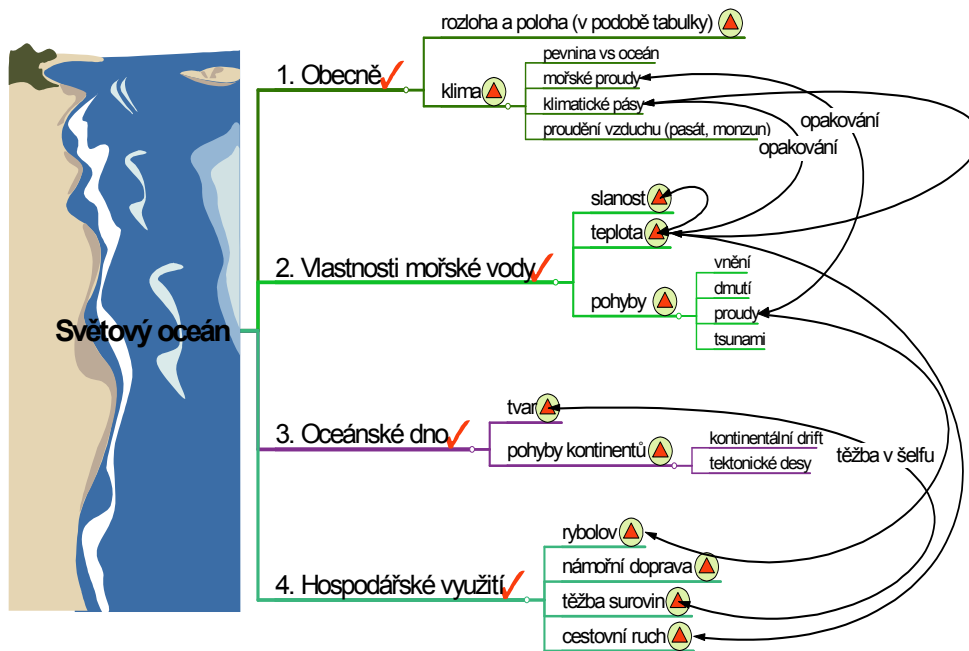 Světový oceán
1. Obecně
rozloha a poloha (v podobě tabulky)
klima
pevnina vs oceán
mořské proudy
klimatické pásy
proudění vzduchu (pasát, monzun)
opakování
opakování
2. Vlastnosti mořské vody
slanost
teplota
pohyby
vnění
dmutí
proudy
tsunami
3. Oceánské dno
tvar
pohyby kontinentů
kontinentální drift
tektonické desy
těžba v šelfu
4. Hospodářské využití
rybolov
námořní doprava
těžba surovin
cestovní ruch